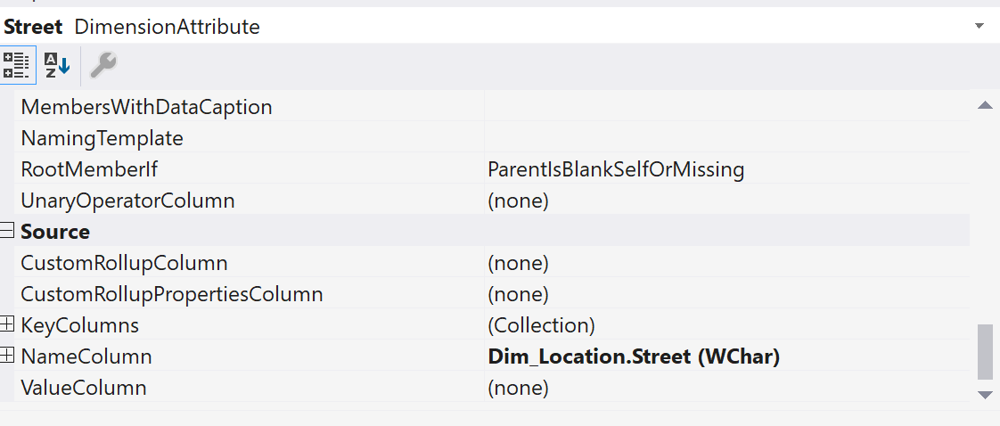 Street DimensionAttribute
MembersWithDataCaption
NamingTemplate
RootMemberIf ParentIsBlankSelfOrMissing
UnaryOperatorColumn (none)
Source
CustomRollupColumn (none)
CustomRollupPropertiesColumn (none)
KeyColumns (Collection)
NameColumn Dim_Location.Street (WChar)
ValueColumn (none)